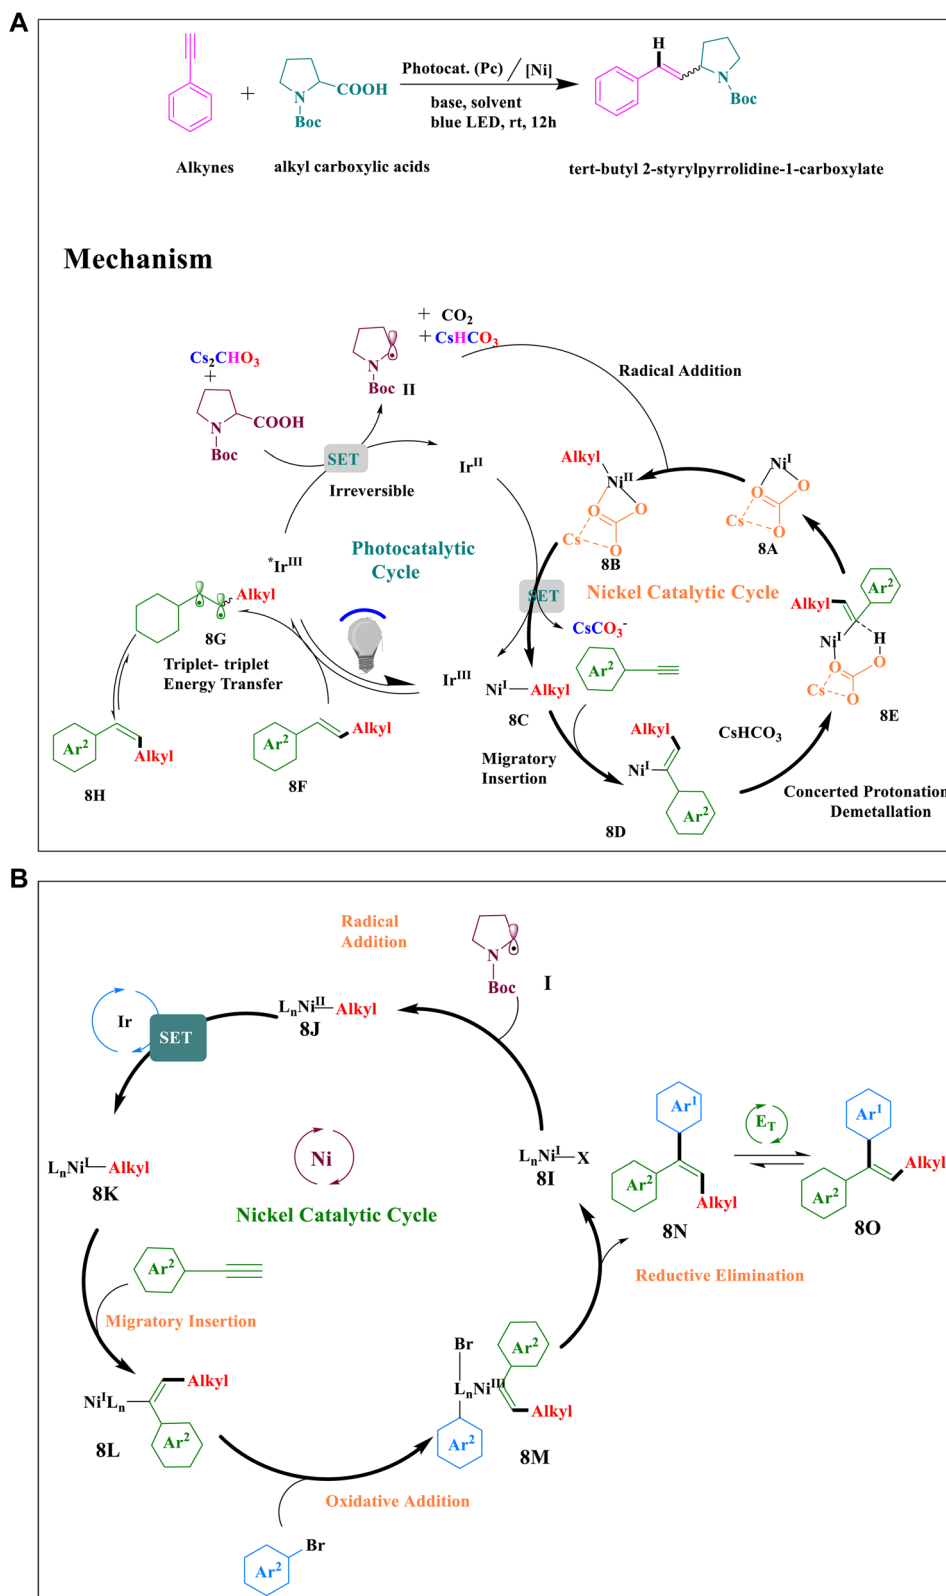 A
H
COOH
N
Boc
+
Photocat. (Pc) / [Ni]
base, solvent
blue LED, rt, 12h
N
Boc
Alkynes
alkyl carboxylic acids
tert-butyl 2-styrylpyrrolidine-1-carboxylate
Mechanism
+ CO2
+ CsHCO3
Cs2CHO3
+
N
Boc
II
COOH
N
Boc
Radical Addition
SET
Irreversible
IrII
Alkyl
NiII
O
O
Cs
O
8B
NiI
O
O
Cs
O
8A
*IrIII
Photocatalytic
Cycle
SET
Nickel Catalytic Cycle
Ar2
Alkyl
Alkyl
8G
CsCO3-
NiI
H
O
O
Cs
O
8E
Triplet- triplet
Energy Transfer
IrIII
Ar2
NiI
Alkyl
8C
CsHCO3
Ar2
Alkyl
8H
Ar2
Alkyl
8F
Migratory
Insertion
Alkyl
NiI
Ar2
8D
Concerted Protonation
Demetallation
B
Radical
Addition
N
Boc
I
Ir
SET
LnNiII
Alkyl
8J
Ar1
ET
Ar1
LnNiI
Alkyl
8K
Ni
LnNiI
X
8I
Ar2
Alkyl
8N
Ar2
Alkyl
8O
Nickel Catalytic Cycle
Ar2
Reductive Elimination
Migratory Insertion
Br
Ar2
NiILn
Alkyl
Ar2
8L
LnNiIII
Alkyl
Ar2
8M
Oxidative Addition
Br
Ar2